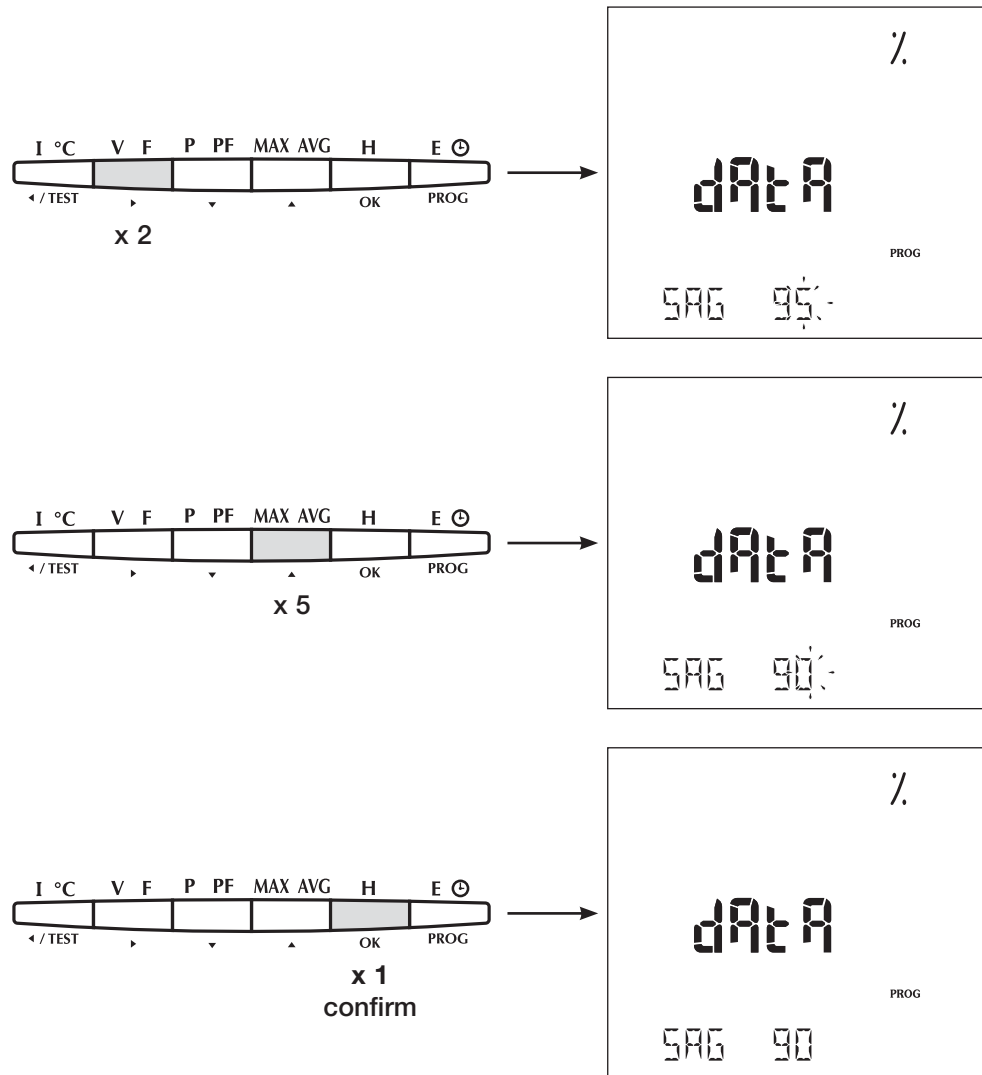 %
I °C V F P PF MAX AVG H E
/ TEST OK PROG
x 2
dAtA
PROG
SAG 95
%
I °C V F P PF MAX AVG H E
/ TEST OK PROG
x 5
dAtA
PROG
SAG 90
%
I °C V F P PF MAX AVG H E
/ TEST OK PROG
x 1
confirm
dAtA
PROG
SAG 90